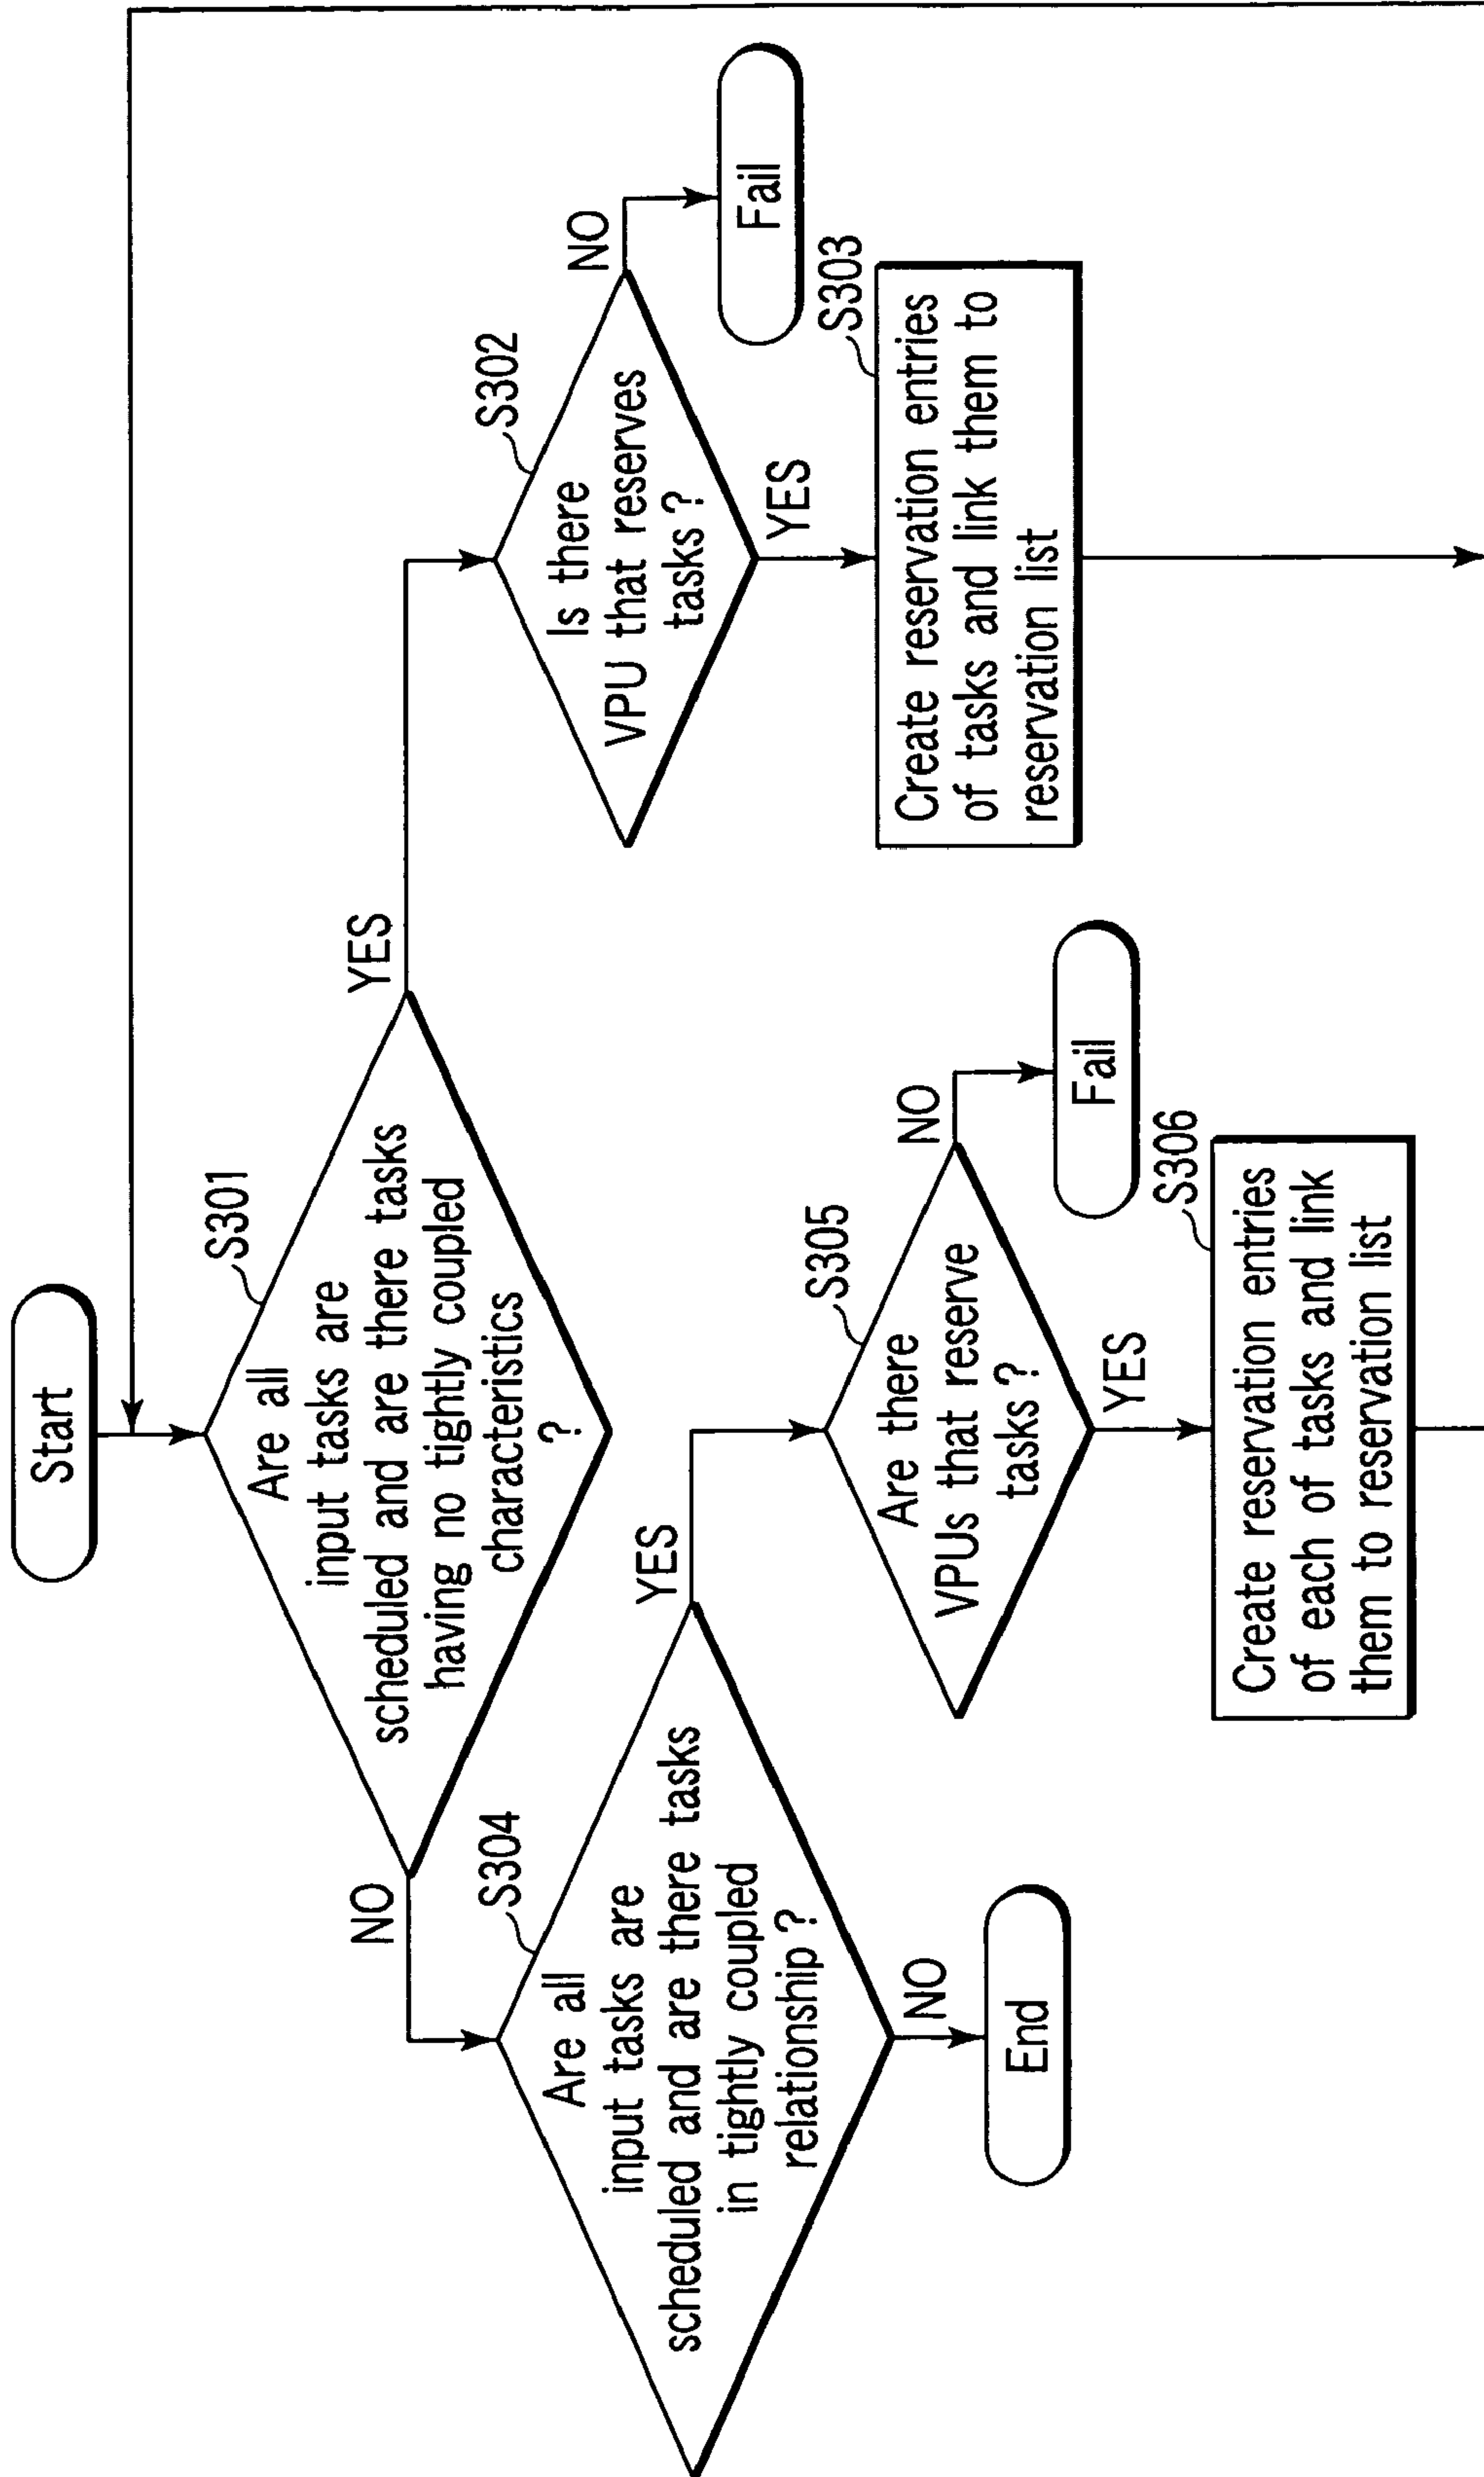 Start
S301
Are all
input tasks are
scheduled and are there tasks
having no tightly coupled
characteristics
?
YES
NO
S302
Is there
VPU that reserves
tasks ?
NO
Fail
YES
S303
Create reservation entries
of tasks and link them to
reservation list
S304
Are all
input tasks are
scheduled and are there tasks
in tightly coupled
relationship ?
YES
NO
End
S305
Are there
VPUs that reserve
tasks ?
NO
Fail
YES
S306
Create reservation entries
of each of tasks and link
them to reservation list